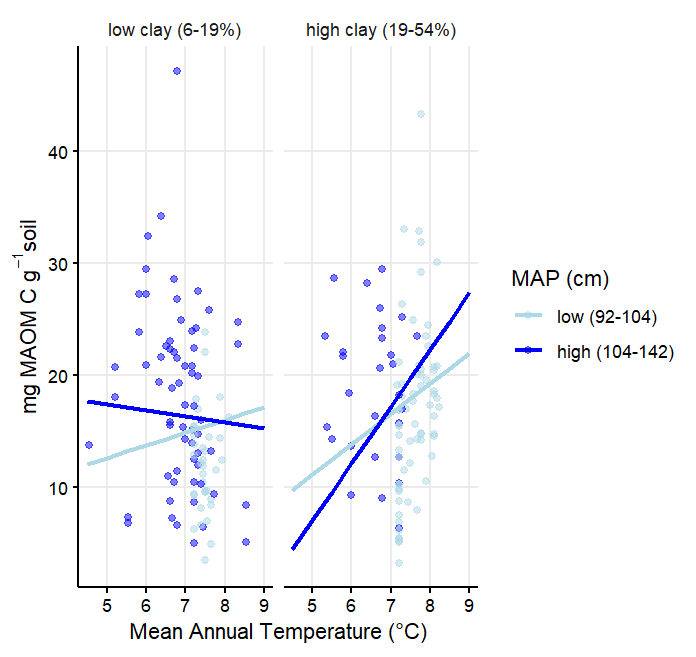 low clay (6-19%)
high clay (19-54%)
mg MAOM C g⁻¹soil
40
30
20
10
5 6 7 8 9
5 6 7 8 9
Mean Annual Temperature (°C)
MAP (cm)
low (92-104)
high (104-142)